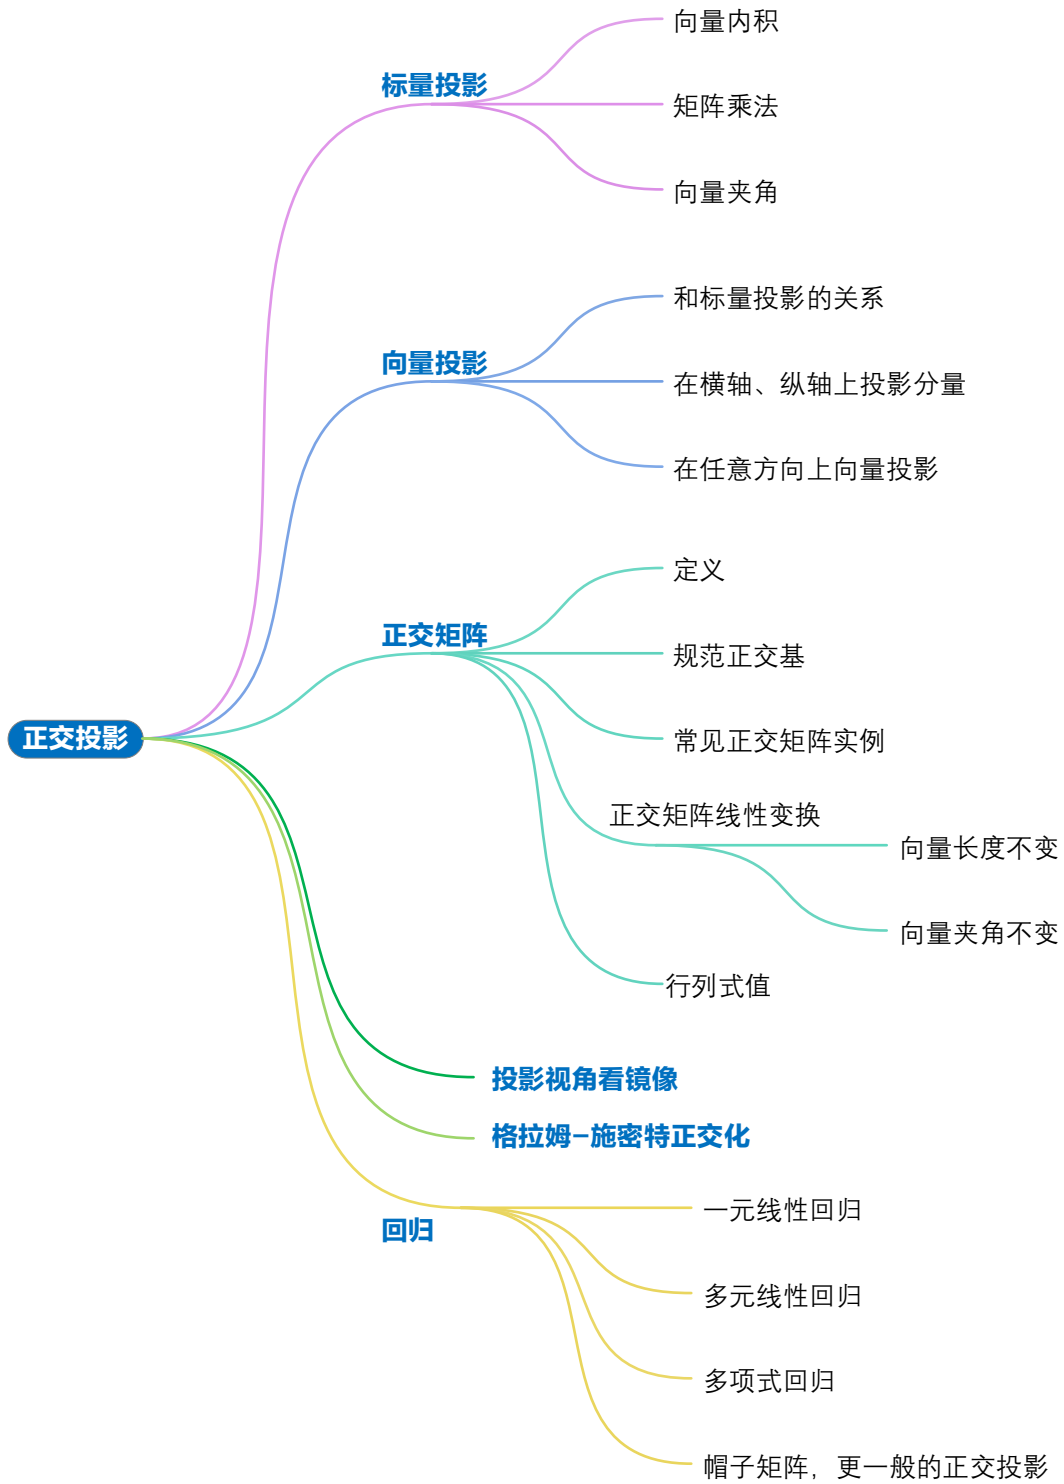 正交投影
标量投影
向量内积
矩阵乘法
向量夹角
向量投影
和标量投影的关系
在横轴、纵轴上投影分量
在任意方向上向量投影
正交矩阵
定义
规范正交基
常见正交矩阵实例
正交矩阵线性变换
向量长度不变
向量夹角不变
行列式值
投影视角看镜像
格拉姆-施密特正交化
回归
一元线性回归
多元线性回归
多项式回归
帽子矩阵，更一般的正交投影